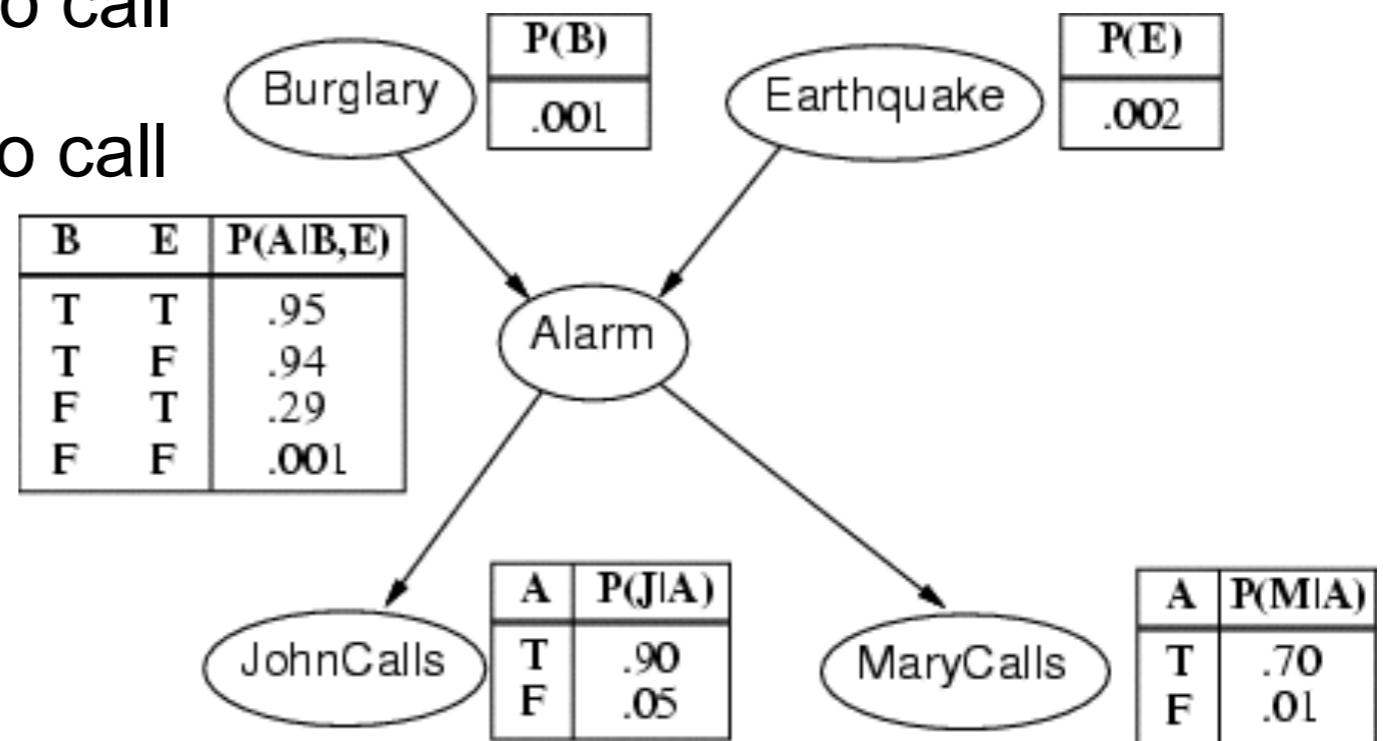 o call
o call
Burglary
P(B)
.001
Earthquake
P(E)
.002
B E P(A|B,E)
T T .95
T F .94
F T .29
F F .001
Alarm
JohnCalls
A P(J|A)
T .90
F .05
MaryCalls
A P(M|A)
T .70
F .01